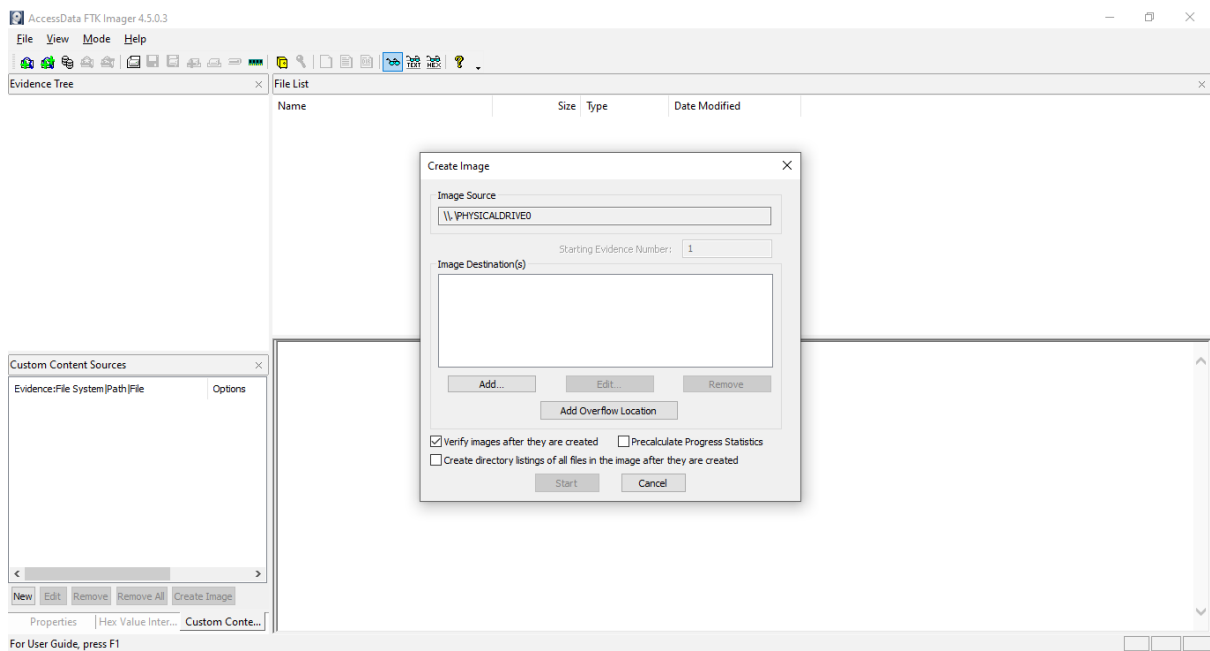 AccessData FTK Imager 4.5.0.3
File View Mode Help
TEXT HEX
Evidence Tree
File List
Name Size Type Date Modified
Create Image
Image Source
\\.\PHYSICALDRIVE0
Starting Evidence Number: 1
Image Destination(s)
Add... Edit... Remove
Add Overflow Location
Verify images after they are created Precalculate Progress Statistics
Create directory listings of all files in the image after they are created
Start Cancel
Custom Content Sources
Evidence:File System|Path|File Options
New Edit Remove Remove All Create Image
Properties Hex Value Inter... Custom Conte...
For User Guide, press F1